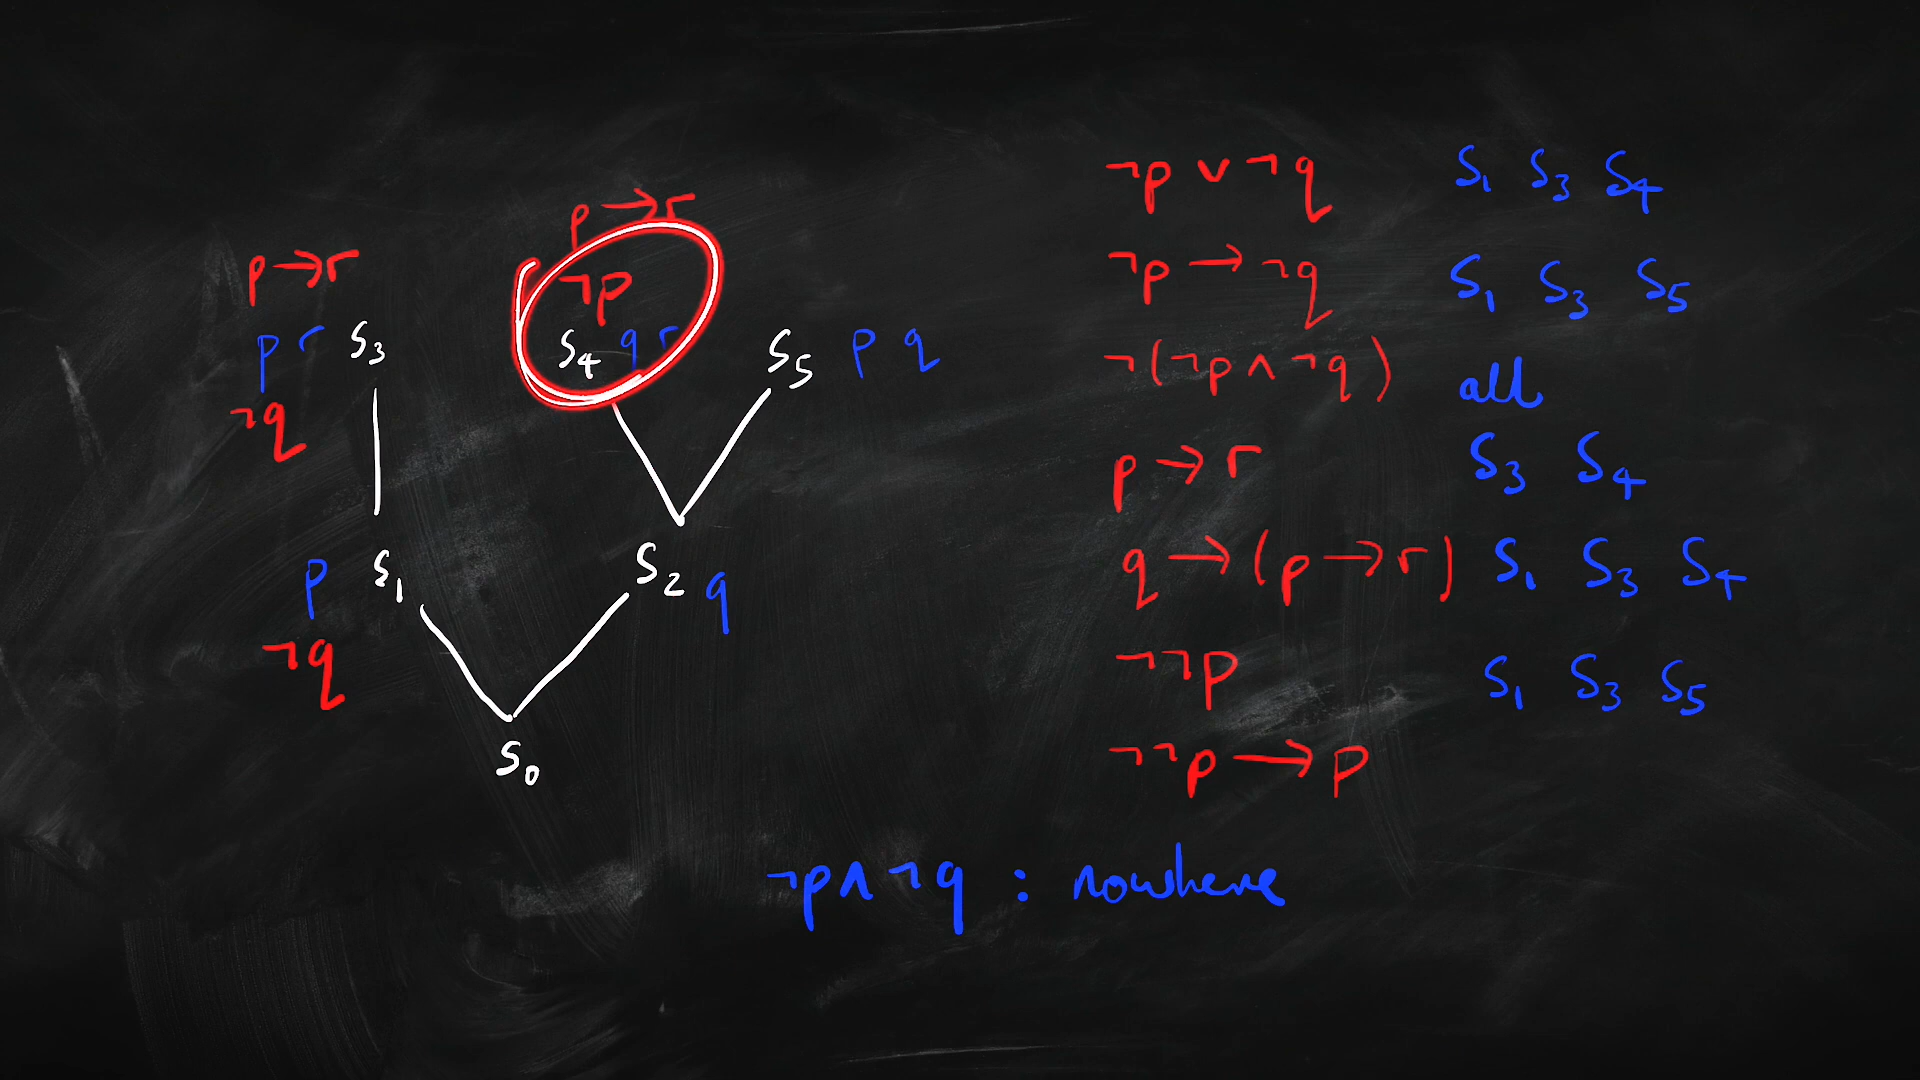 p → r
p → r
¬p
p r s₃
s₄ q r
s₅ p q
¬q
p s₁
s₂ q
¬q
s₀
¬p ∨ ¬q s₁ s₃ s₄
¬p → ¬q s₁ s₃ s₅
¬(¬p ∧ ¬q) all
p → r s₃ s₄
q → (p → r) s₁ s₃ s₄
¬¬p s₁ s₃ s₅
¬¬p → p
¬p ∧ ¬q : nowhere